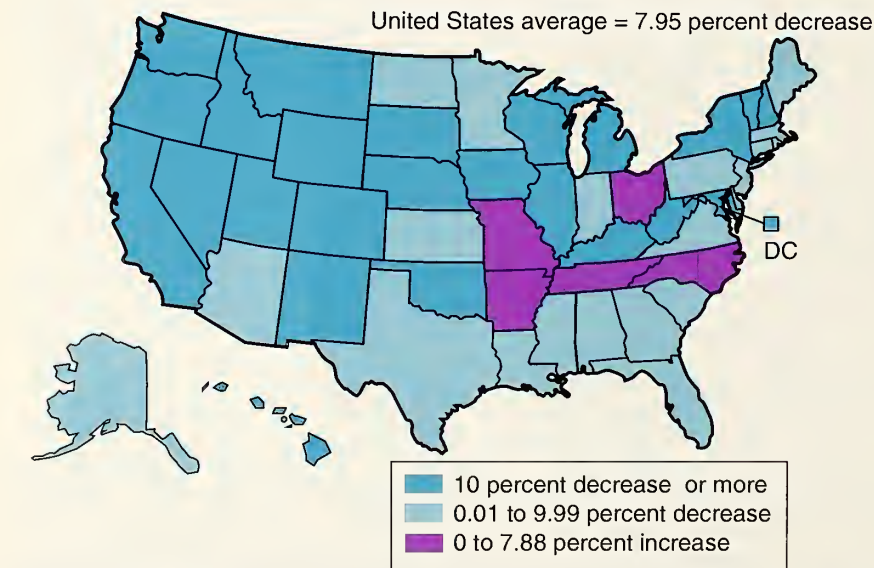 United States average = 7.95 percent decrease
DC
10 percent decrease or more
0.01 to 9.99 percent decrease
0 to 7.88 percent increase